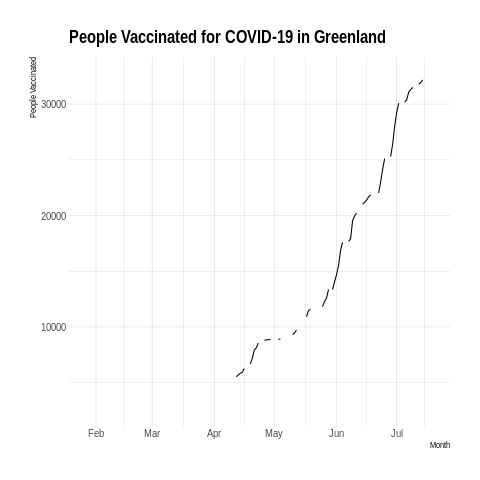 People Vaccinated for COVID-19 in Greenland
People Vaccinated
30000
20000
10000
Feb Mar Apr May Jun Jul
Month